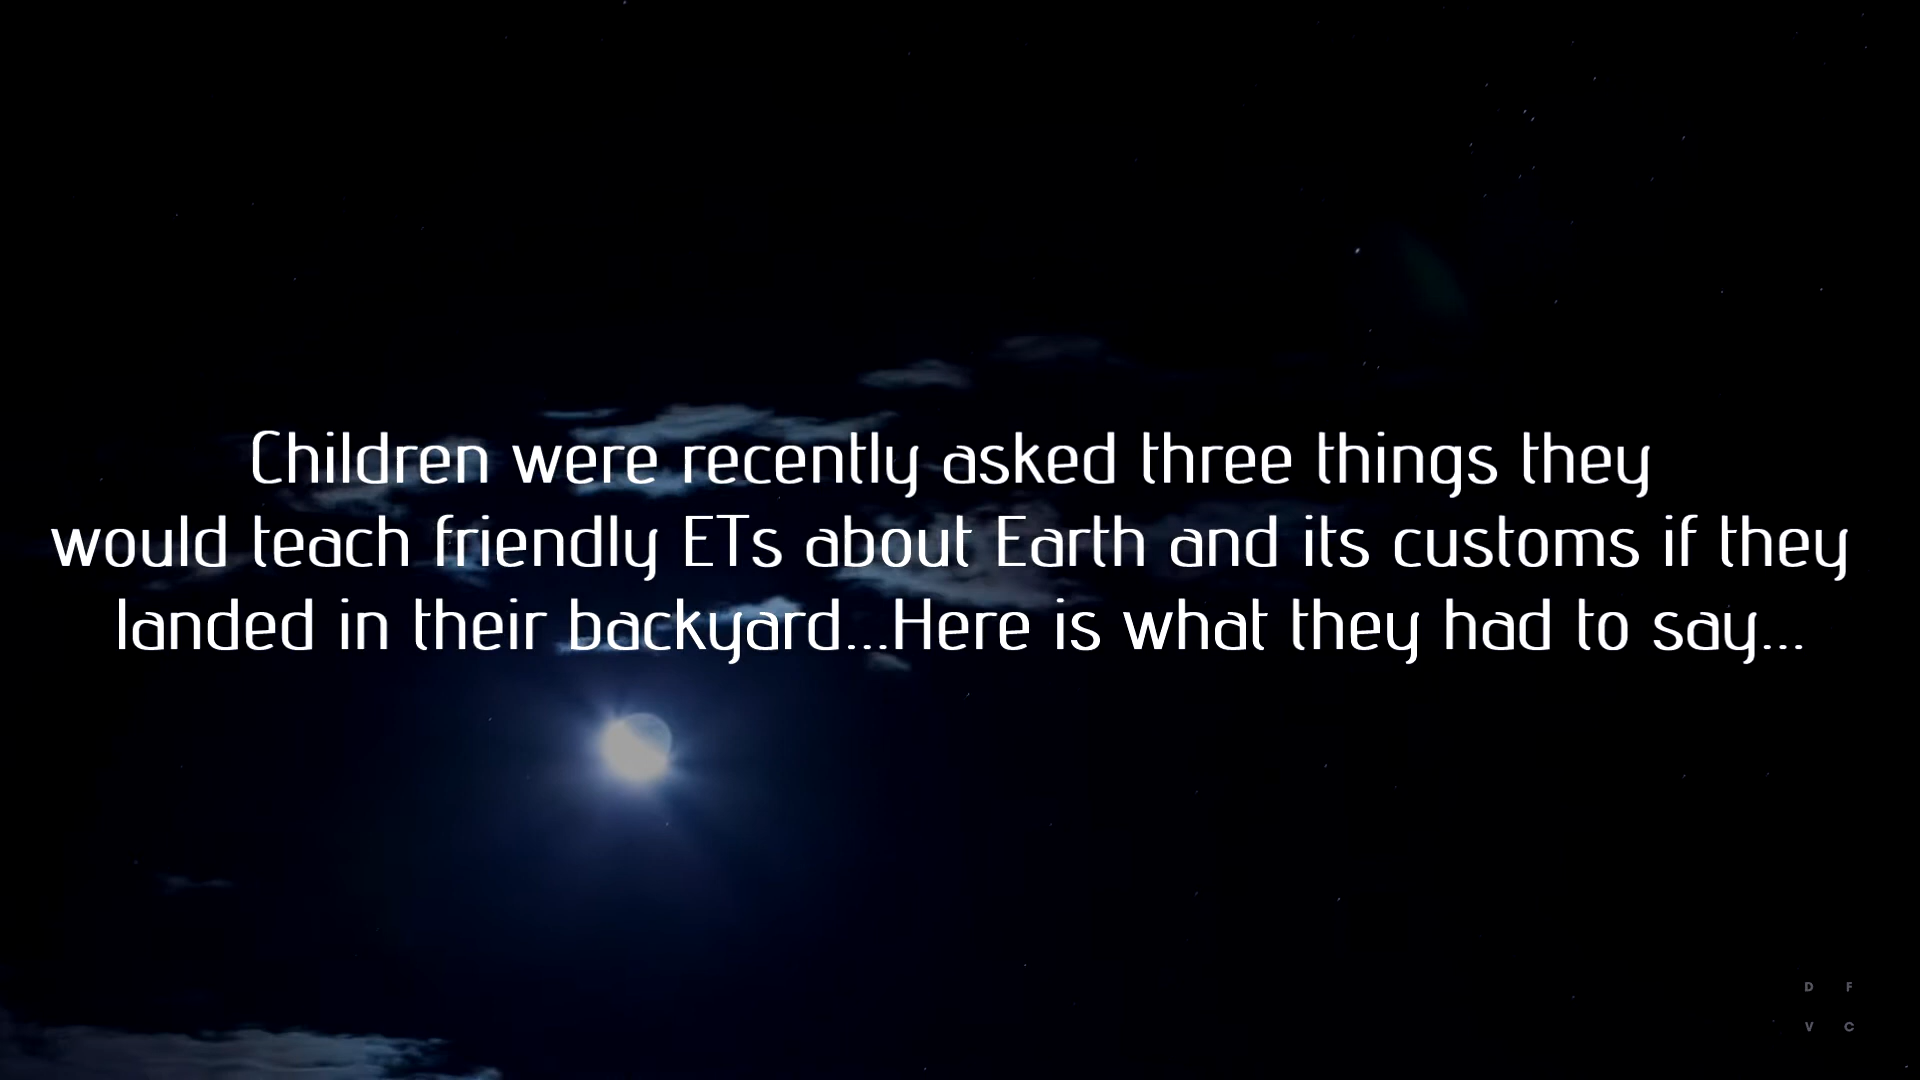 Children were recently asked three things they
would teach friendly ETs about Earth and its customs if they
landed in their backyard...Here is what they had to say...
D F
V C